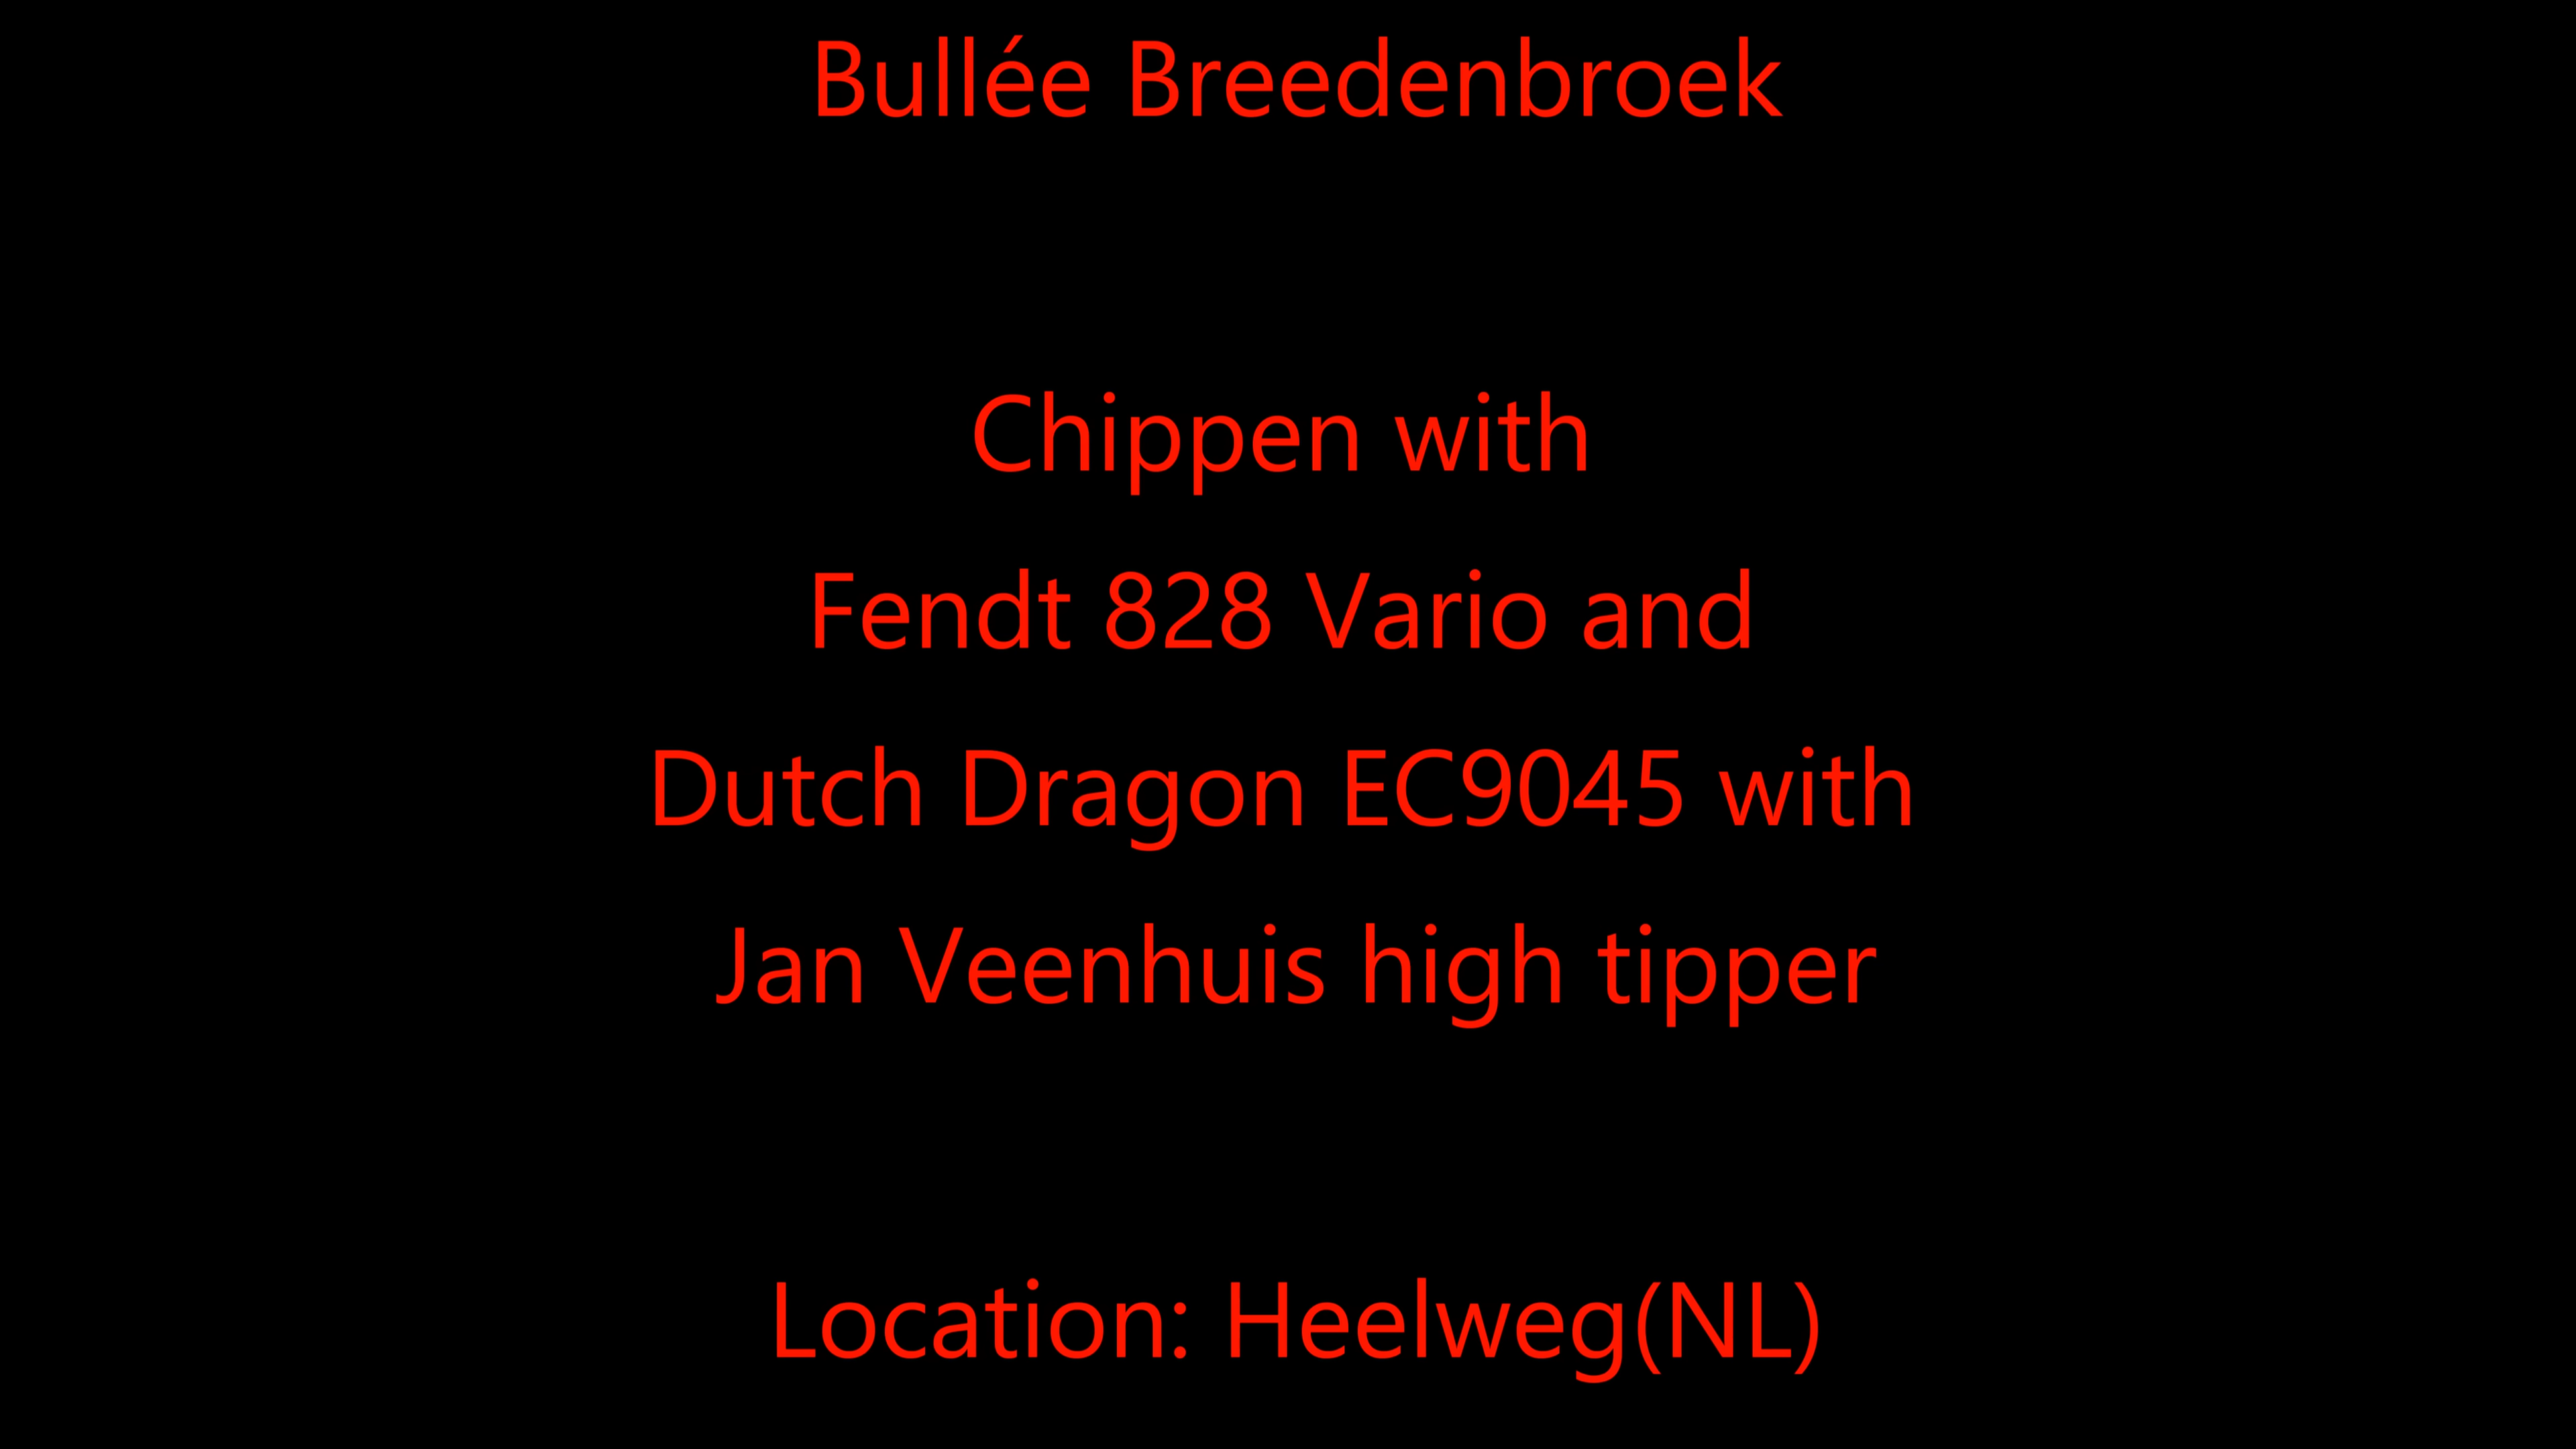 Bullée Breedenbroek
Chippen with
Fendt 828 Vario and
Dutch Dragon EC9045 with
Jan Veenhuis high tipper
Location: Heelweg(NL)